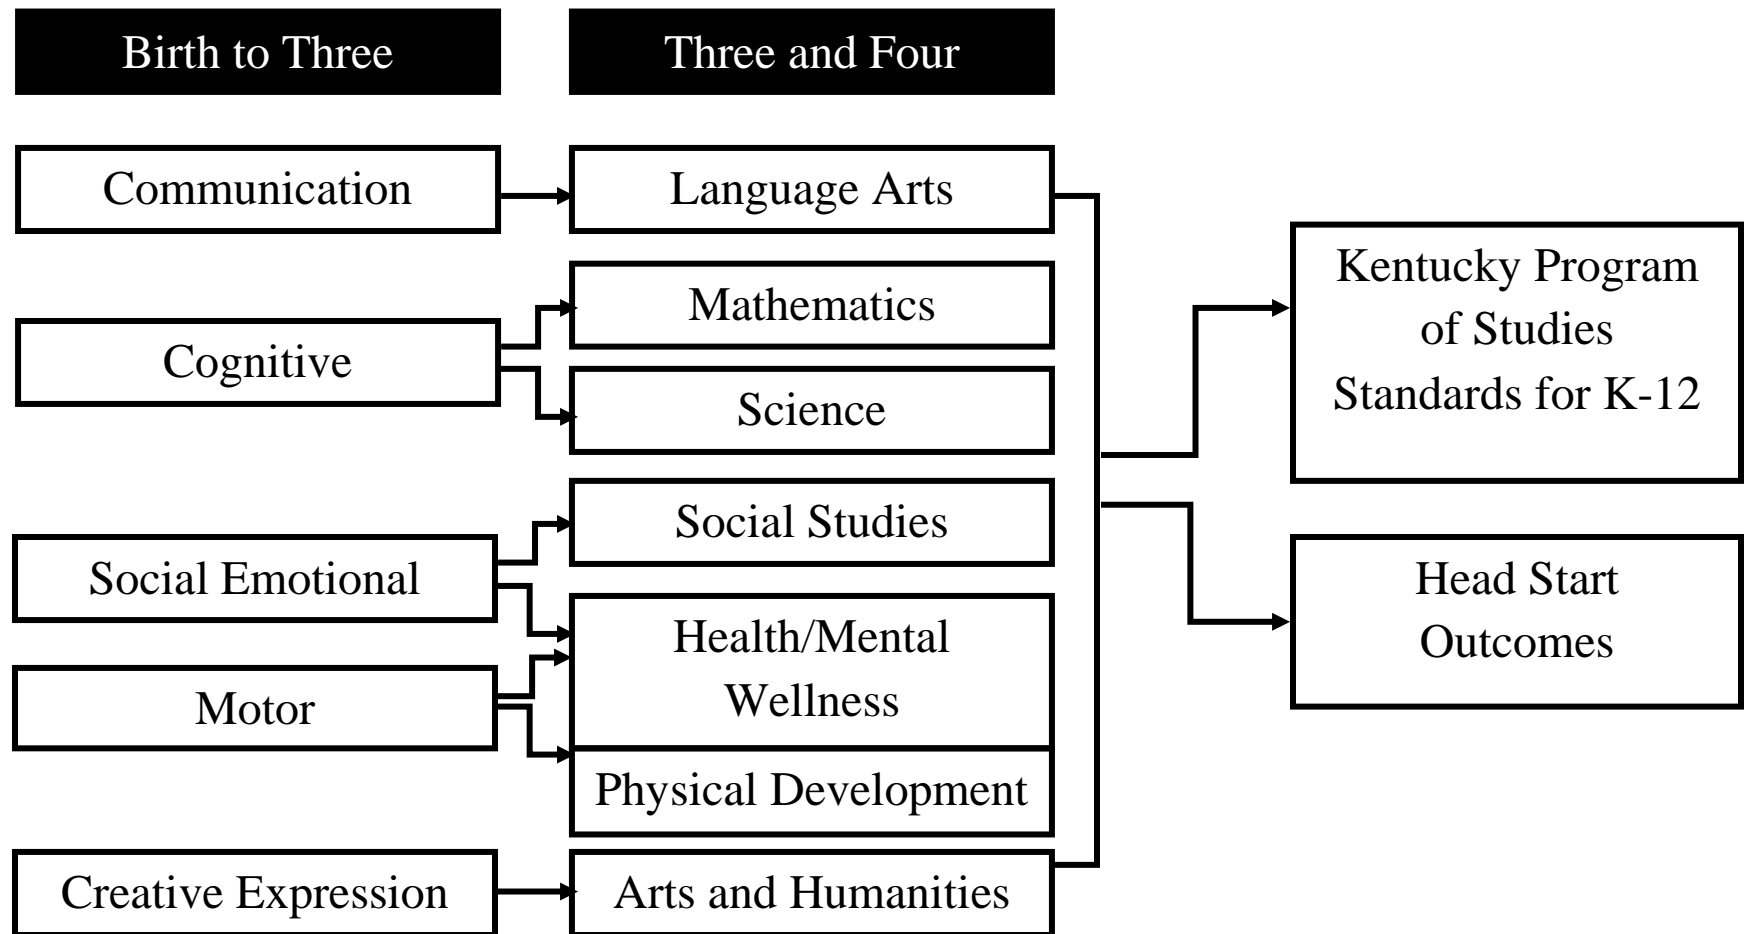 Birth to Three
Three and Four
Communication
Language Arts
Cognitive
Mathematics
Science
Social Emotional
Social Studies
Motor
Health/Mental
Wellness
Physical Development
Creative Expression
Arts and Humanities
Kentucky Program
of Studies
Standards for K-12
Head Start
Outcomes